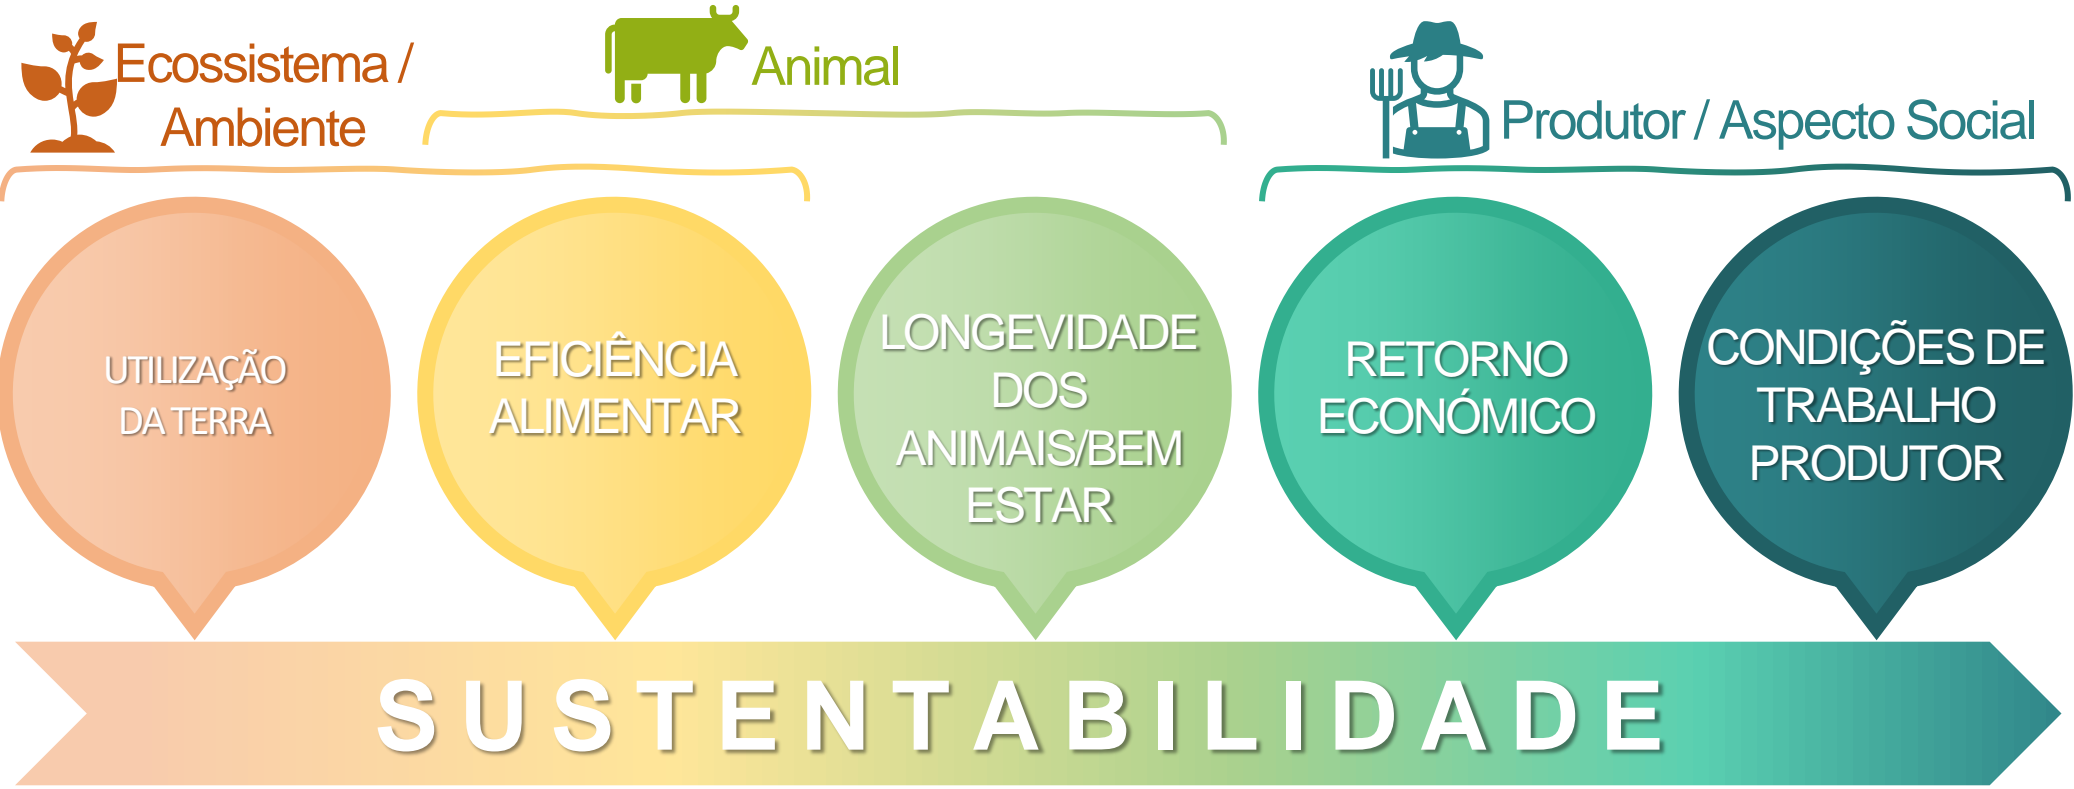 Ecossistema /
Ambiente
Animal
Produtor / Aspecto Social
UTILIZAÇÃO
DA TERRA
EFICIÊNCIA
ALIMENTAR
LONGEVIDADE
DOS
ANIMAIS/BEM
ESTAR
RETORNO
ECONÓMICO
CONDIÇÕES DE
TRABALHO
PRODUTOR
SUSTENTABILIDADE